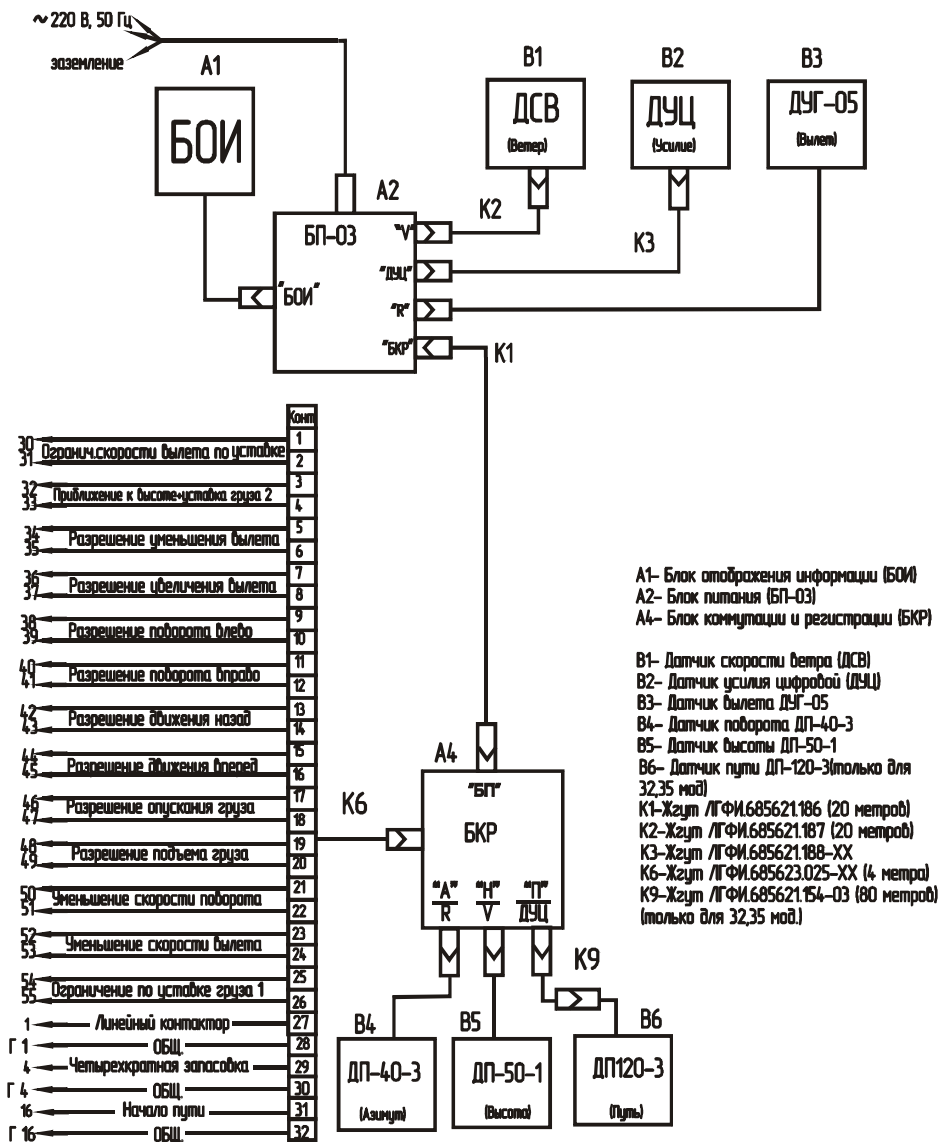 ~ 220 В, 50 Гц
заземление
А1
БОИ
В1
ДСВ
(Ветер)
В2
ДУЦ
(Усилие)
В3
ДУГ-05
(Вылет)
А2
БП-03
"V"
"ДУЦ"
"R"
"БКР"
"БОИ"
К2
К3
К1
Конт
30 Огранич.скорости вылета по уставке 1
31 2
32 Приближение к высоте+уставка груза 2 3
33 4
34 Разрешение уменьшения вылета 5
35 6
36 Разрешение увеличения вылета 7
37 8
38 Разрешение поворота влево 9
39 10
40 Разрешение поворота вправо 11
41 12
42 Разрешение движения назад 13
43 14
44 Разрешение движения вперед 15
45 16
46 Разрешение опускания груза 17
47 18
48 Разрешение подъема груза 19
49 20
50 Уменьшение скорости поворота 21
51 22
52 Уменьшение скорости вылета 23
53 24
54 Ограничение по уставке груза 1 25
55 26
1 Линейный контактор 27
Г 1 ОБЩ. 28
4 Четырехкратная запасовка 29
Г 4 ОБЩ. 30
16 Начало пути 31
Г 16 ОБЩ. 32
К6
А4
"БП"
БКР
"А" "Н" "П"
R V ДУЦ
К9
В4
ДП-40-3
(Азимут)
В5
ДП-50-1
(Высота)
В6
ДП120-3
(Путь)
А1- Блок отображения информации (БОИ)
А2- Блок питания (БП-03)
А4- Блок коммутации и регистрации (БКР)
В1- Датчик скорости ветра (ДСВ)
В2- Датчик усилия цифровой (ДУЦ)
В3- Датчик вылета ДУГ-05
В4- Датчик поворота ДП-40-3
В5- Датчик высоты ДП-50-1
В6- Датчик пути ДП-120-3(только для
32,35 мод)
К1-Жгут ЛГФИ.685621.186 (20 метров)
К2-Жгут ЛГФИ.685621.187 (20 метров)
К3-Жгут ЛГФИ.685621.188-ХХ
К6-Жгут ЛГФИ.685623.025-ХХ (4 метра)
К9-Жгут ЛГФИ.685621.154-03 (80 метров)
(только для 32,35 мод.)